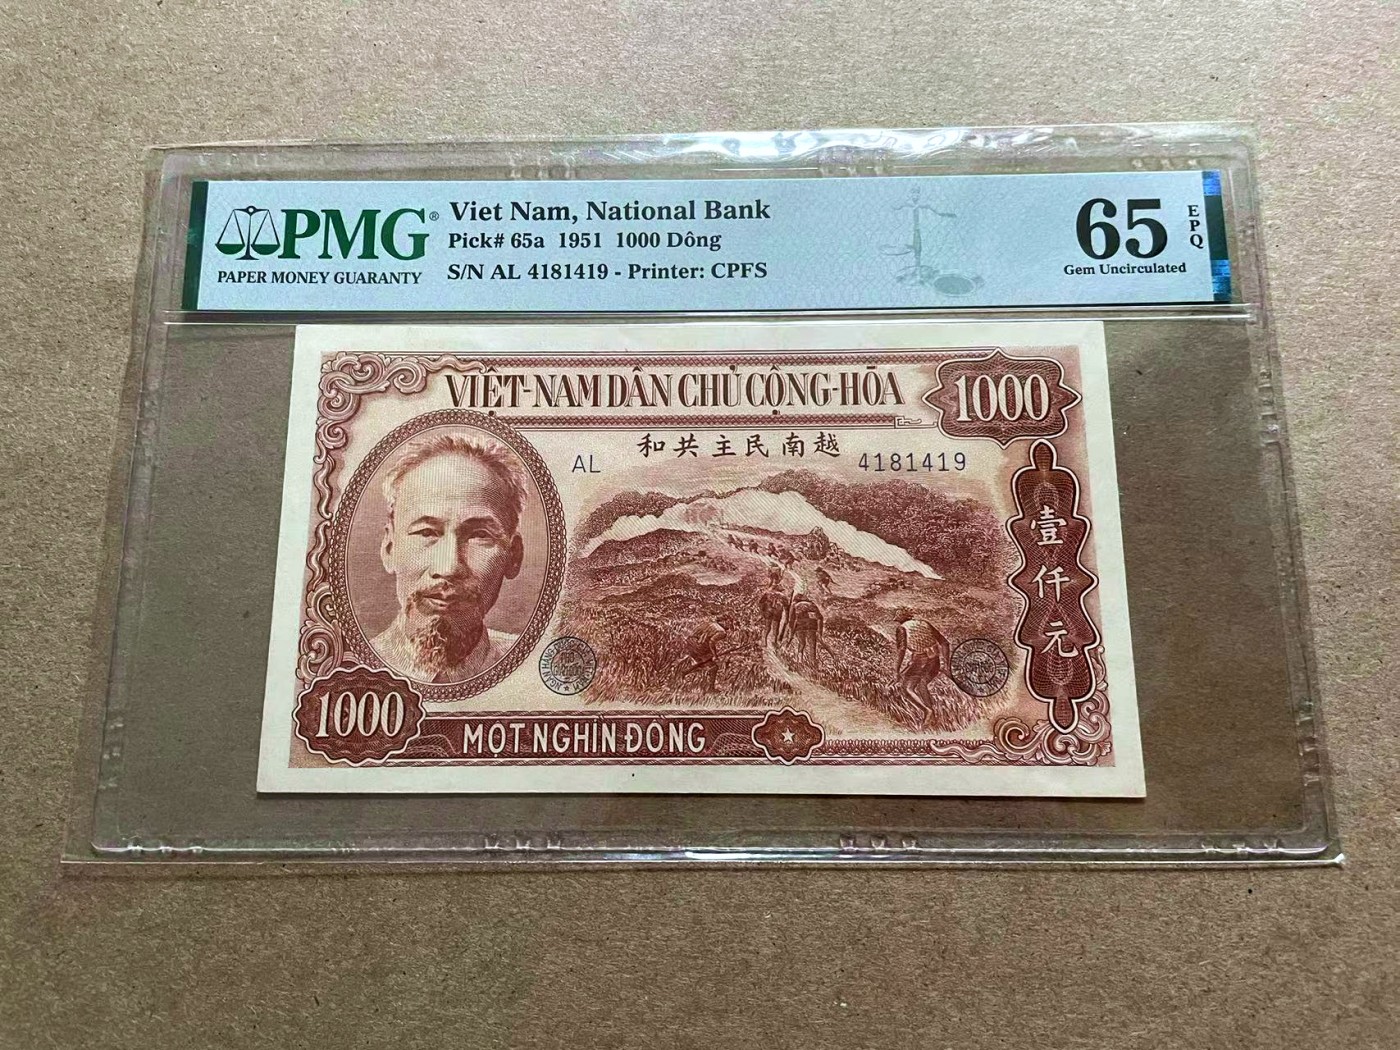 PMG®
PAPER MONEY GUARANTY
Viet Nam, National Bank
Pick# 65a 1951 1000 Dông
S/N AL 4181419 - Printer: CPFS
65
EPQ
Gem Uncirculated
VIỆT-NAM DÂN CHỦ CỘNG-HÒA
1000
和共主民南越
AL
4181419
壹仟元
1000
MỘT NGHÌN ĐỒNG